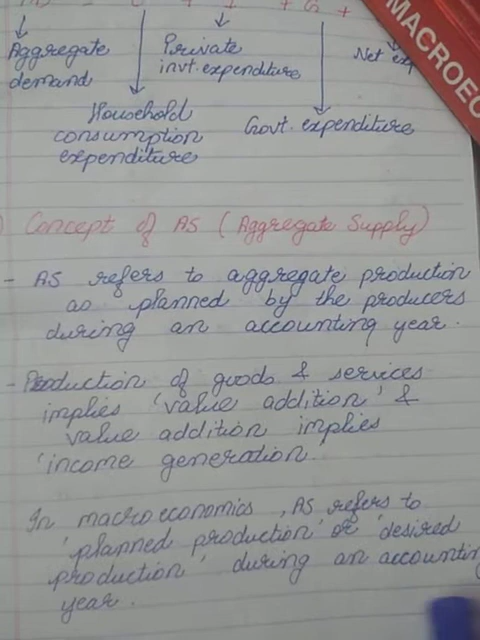 + G +
Aggregate demand
Private invt. expenditure
Net
Household consumption expenditure
Govt. expenditure
MACROEC
Concept of AS (Aggregate Supply)
- AS refers to aggregate production
as planned by the producers
during an accounting year.
- Production of goods & services
implies 'value addition' &
value addition implies
'income generation.
In macroeconomics, AS refers to
'planned production' or 'desired
production' during an accounting
year.